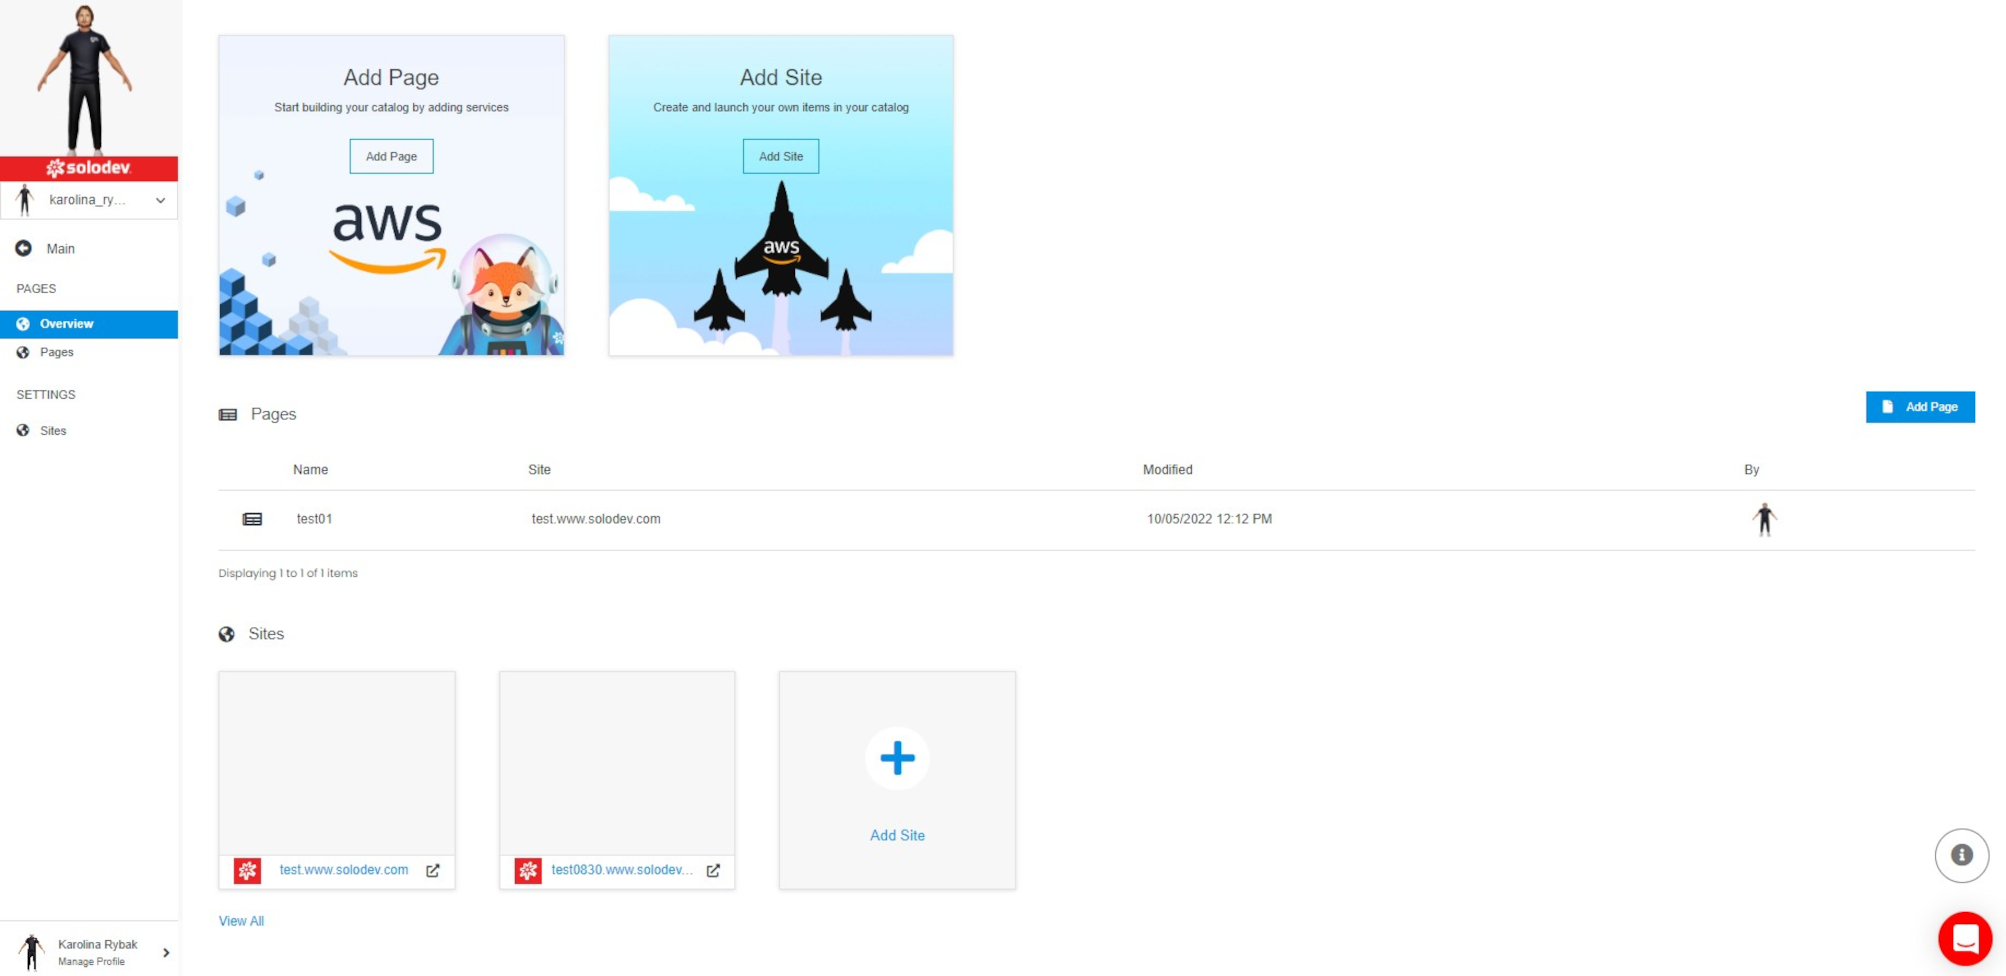 solodev
karolina_ry...
Main
PAGES
Overview
Pages
SETTINGS
Sites
Karolina Rybak
Manage Profile
Add Page
Start building your catalog by adding services
Add Page
aws
Add Site
Create and launch your own items in your catalog
Add Site
aws
Pages
Add Page
Name Site Modified By
test01 test.www.solodev.com 10/05/2022 12:12 PM
Displaying 1 to 1 of 1 items
Sites
test.www.solodev.com
test0830.www.solodev...
Add Site
View All